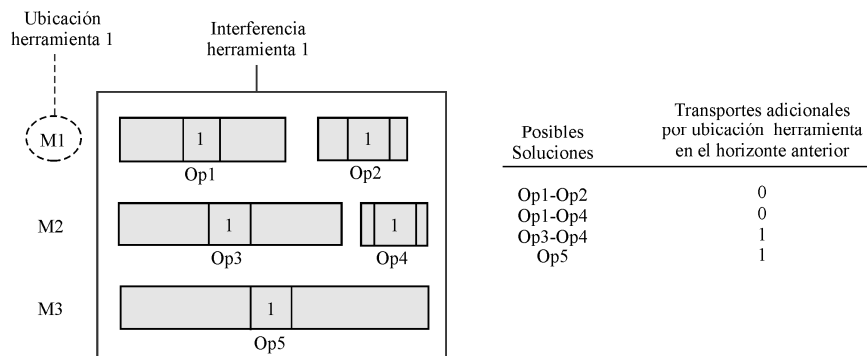 Ubicación
herramienta 1
Interferencia
herramienta 1
M1
1
1
Op1
Op2
M2
1
1
Op3
Op4
M3
1
Op5
Posibles
Soluciones
Transportes adicionales
por ubicación herramienta
en el horizonte anterior
Op1-Op2 0
Op1-Op4 0
Op3-Op4 1
Op5 1